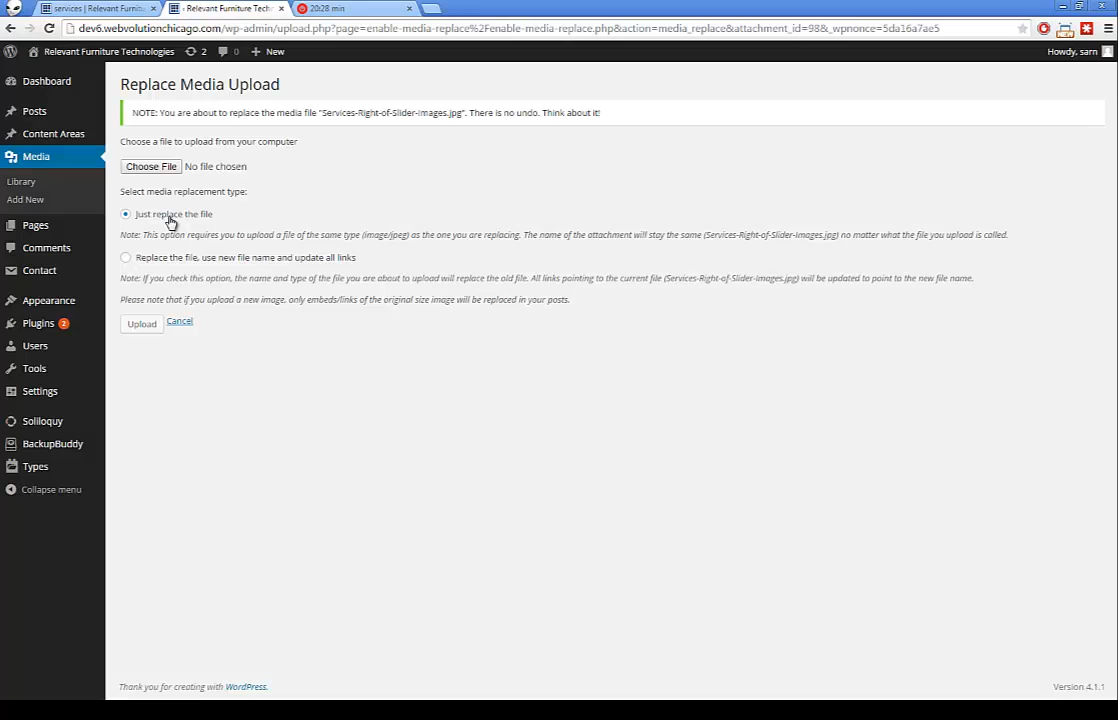 services | Relevant Furnitu
‹ Relevant Furniture Techn
20:28 min
dev6.webvolutionchicago.com/wp-admin/upload.php?page=enable-media-replace%2Fenable-media-replace.php&action=media_replace&attachment_id=98&_wpnonce=5da16a7ae5
Relevant Furniture Technologies
2
0
+ New
Howdy, sarn
Dashboard
Posts
Content Areas
Media
Library
Add New
Pages
Comments
Contact
Appearance
Plugins 2
Users
Tools
Settings
Soliloquy
BackupBuddy
Types
Collapse menu
Replace Media Upload
NOTE: You are about to replace the media file "Services-Right-of-Slider-Images.jpg". There is no undo. Think about it!
Choose a file to upload from your computer
Choose File No file chosen
Select media replacement type:
Just replace the file
Note: This option requires you to upload a file of the same type (image/jpeg) as the one you are replacing. The name of the attachment will stay the same (Services-Right-of-Slider-Images.jpg) no matter what the file you upload is called.
Replace the file, use new file name and update all links
Note: If you check this option, the name and type of the file you are about to upload will replace the old file. All links pointing to the current file (Services-Right-of-Slider-Images.jpg) will be updated to point to the new file name.
Please note that if you upload a new image, only embeds/links of the original size image will be replaced in your posts.
Upload Cancel
Thank you for creating with WordPress.
Version 4.1.1